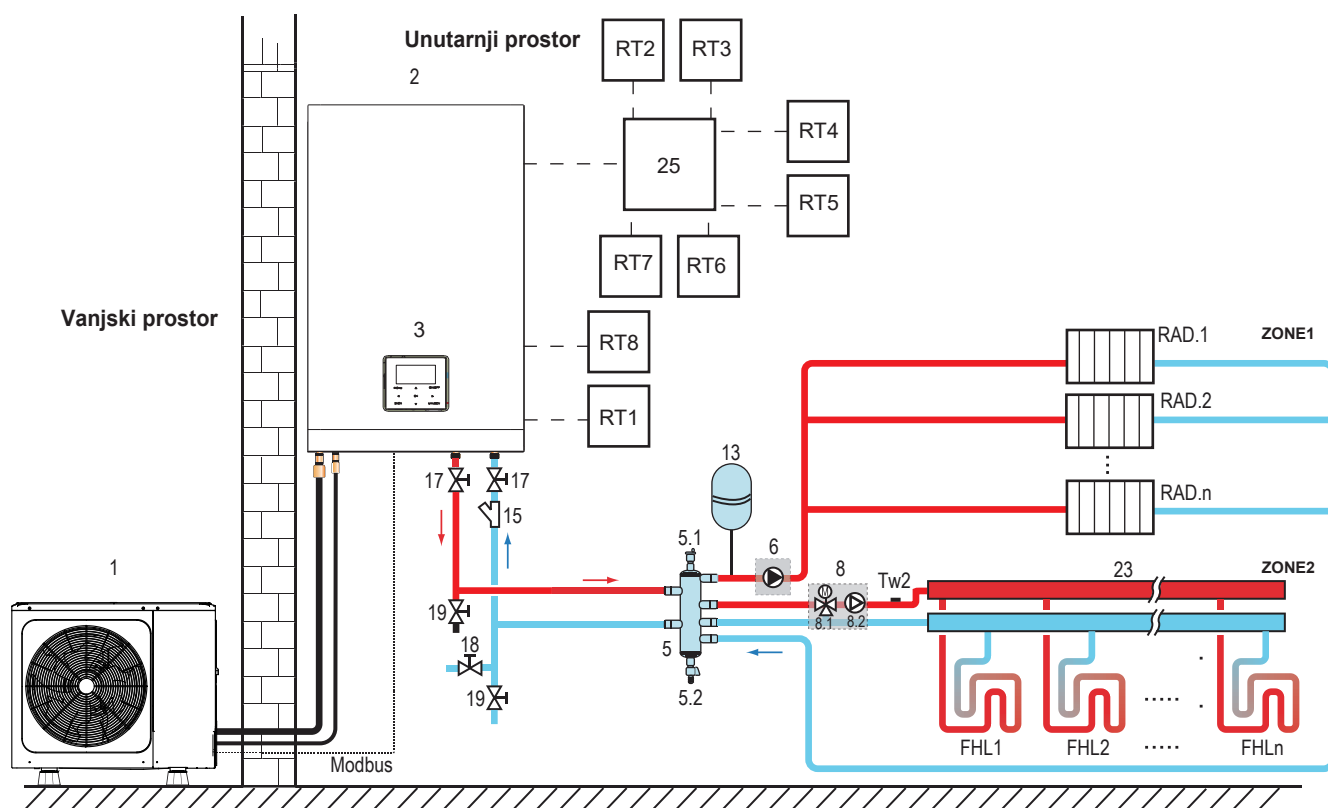 Unutarnji prostor
RT2
RT3
2
RT4
25
RT5
RT7
RT6
Vanjski prostor
3
RT8
RT1
RAD.1
ZONE1
RAD.2
RAD.n
13
17
17
15
5.1
6
8
Tw2
23
ZONE2
M
8.1
8.2
1
19
18
5
19
5.2
FHL1
FHL2
FHLn
Modbus